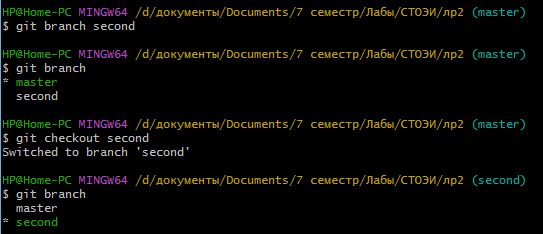 HP@Home-PC MINGW64 /d/документы/Documents/7 семестр/Лабы/СТОЭИ/лр2 (master)
$ git branch second
HP@Home-PC MINGW64 /d/документы/Documents/7 семестр/Лабы/СТОЭИ/лр2 (master)
$ git branch
* master
  second
HP@Home-PC MINGW64 /d/документы/Documents/7 семестр/Лабы/СТОЭИ/лр2 (master)
$ git checkout second
Switched to branch 'second'
HP@Home-PC MINGW64 /d/документы/Documents/7 семестр/Лабы/СТОЭИ/лр2 (second)
$ git branch
  master
* second